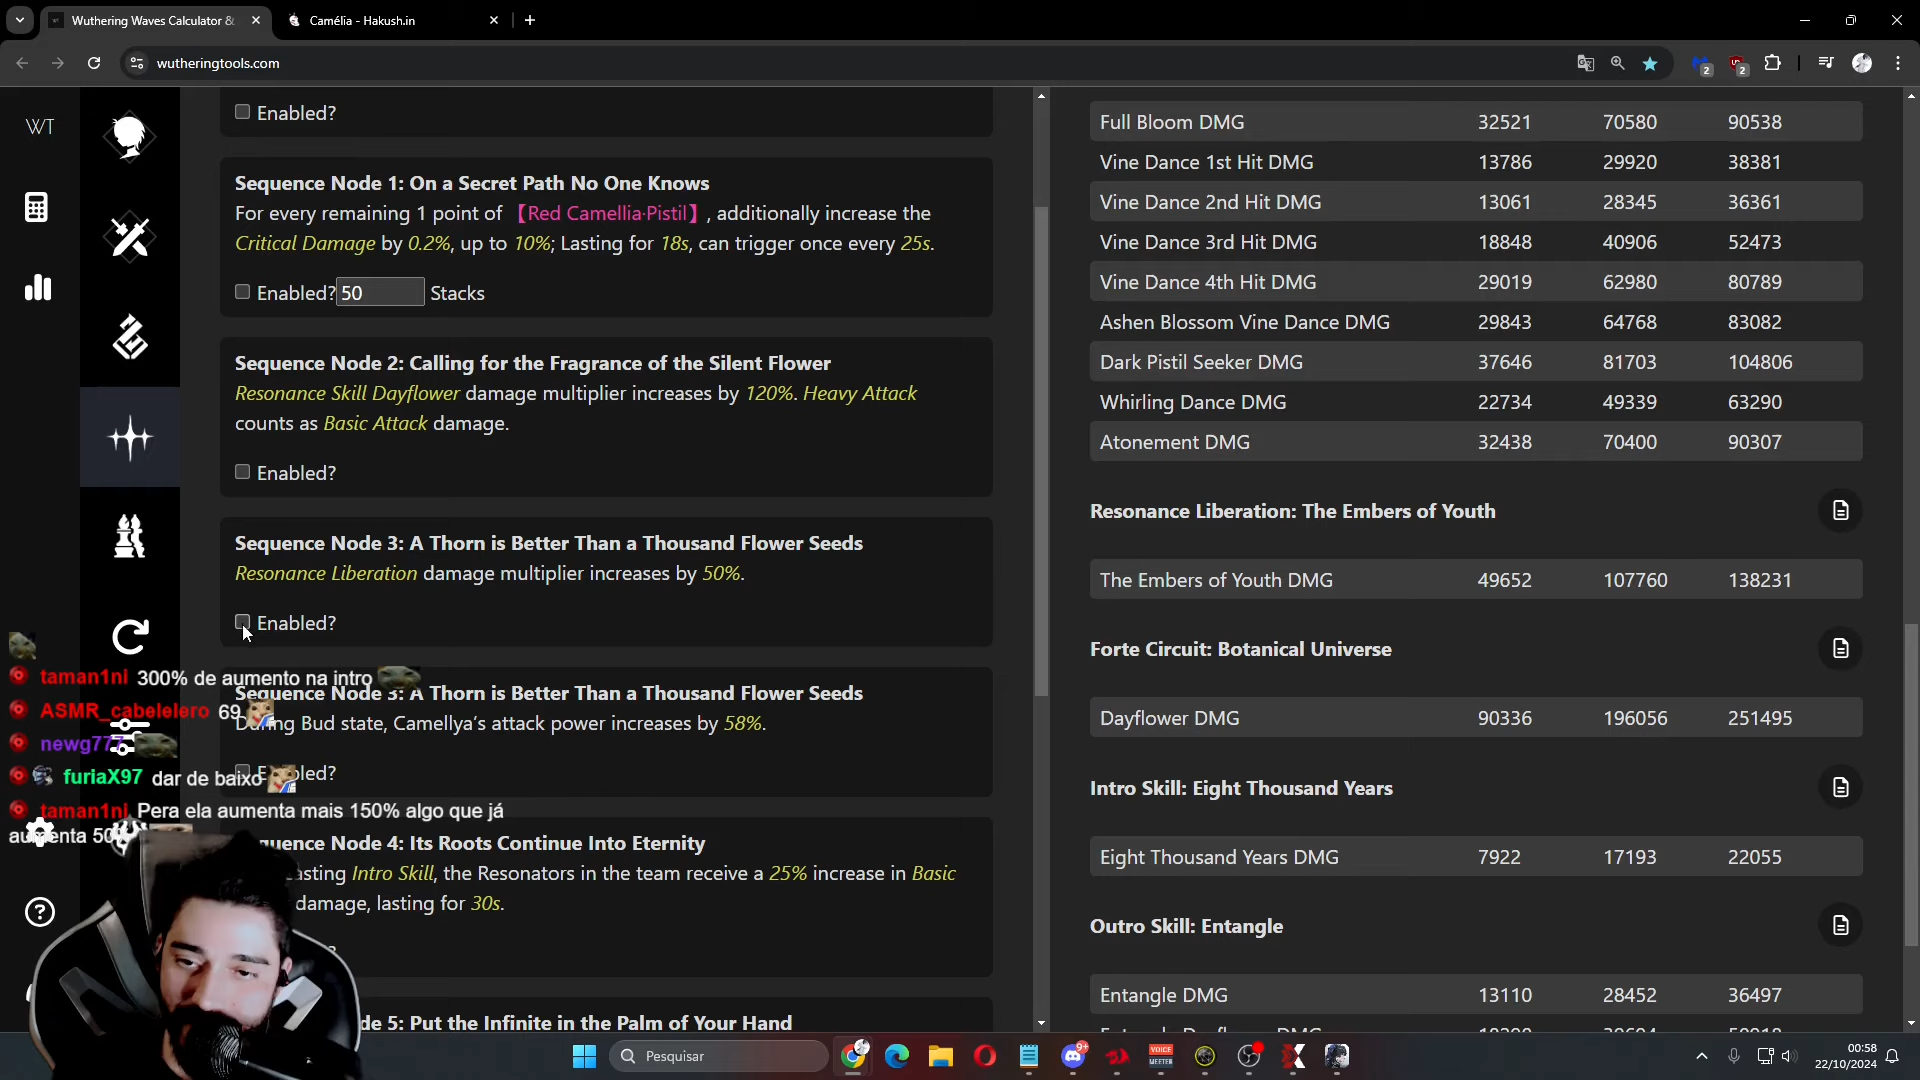 Wuthering Waves Calculator &
Camélia - Hakush.in
wutheringtools.com
2
2
WT
Enabled?
Sequence Node 1: On a Secret Path No One Knows
For every remaining 1 point of 【Red Camellia·Pistil】, additionally increase the
Critical Damage by 0.2%, up to 10%; Lasting for 18s, can trigger once every 25s.
Enabled? 50 Stacks
Sequence Node 2: Calling for the Fragrance of the Silent Flower
Resonance Skill Dayflower damage multiplier increases by 120%. Heavy Attack
counts as Basic Attack damage.
Enabled?
Sequence Node 3: A Thorn is Better Than a Thousand Flower Seeds
Resonance Liberation damage multiplier increases by 50%.
Enabled?
Sequence Node 3: A Thorn is Better Than a Thousand Flower Seeds
During Bud state, Camellya's attack power increases by 58%.
Node 4: Its Roots Continue Into Eternity
Intro Skill, the Resonators in the team receive a 25% increase in Basic
damage, lasting for 30s.
5: Put the Infinite in the Palm of Your Hand
taman1ni 300% de aumento na intro
ASMR_cabelelero 69
newg777
furiaX97 dar de baixo
taman1ni Pera ela aumenta mais 150% algo que já
aumenta 50%
Full Bloom DMG 32521 70580 90538
Vine Dance 1st Hit DMG 13786 29920 38381
Vine Dance 2nd Hit DMG 13061 28345 36361
Vine Dance 3rd Hit DMG 18848 40906 52473
Vine Dance 4th Hit DMG 29019 62980 80789
Ashen Blossom Vine Dance DMG 29843 64768 83082
Dark Pistil Seeker DMG 37646 81703 104806
Whirling Dance DMG 22734 49339 63290
Atonement DMG 32438 70400 90307
Resonance Liberation: The Embers of Youth
The Embers of Youth DMG 49652 107760 138231
Forte Circuit: Botanical Universe
Dayflower DMG 90336 196056 251495
Intro Skill: Eight Thousand Years
Eight Thousand Years DMG 7922 17193 22055
Outro Skill: Entangle
Entangle DMG 13110 28452 36497
Pesquisar
9+
VOICE
MEETER
00:58
22/10/2024